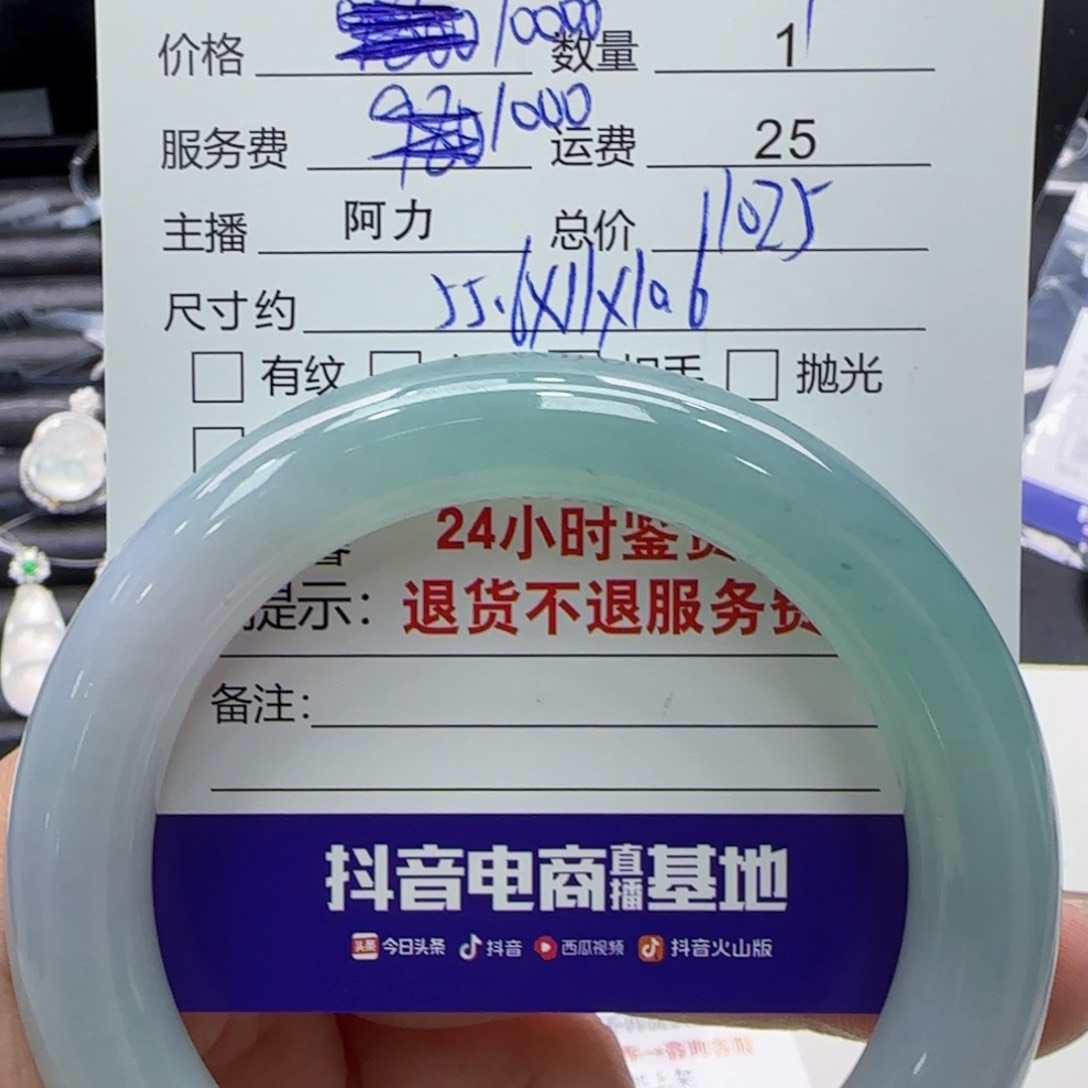 价格 10000 数量 1
服务费 1000 运费 25
主播 阿力 总价 11025
尺寸约 55.6X11X10.6
有纹 抛光
24小时鉴赏
提示：退货不退服务费
备注：
抖音电商直播基地
头条 今日头条 抖音 西瓜视频 抖音火山版